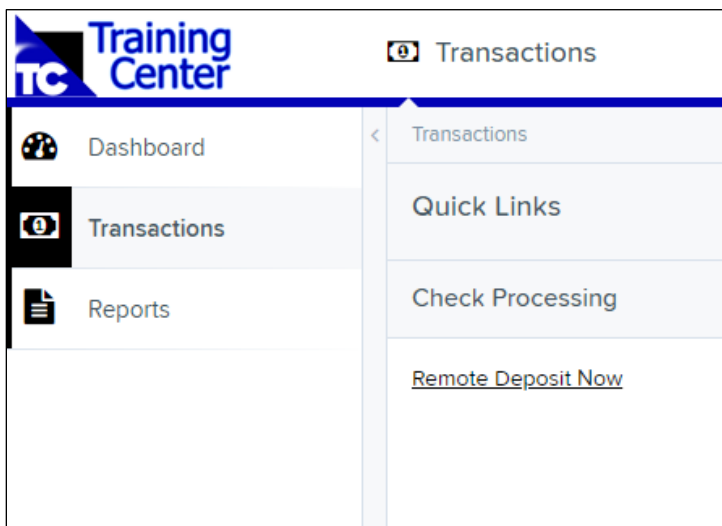 TC
Training
Center
Transactions
Dashboard
Transactions
Reports
Transactions
Quick Links
Check Processing
Remote Deposit Now